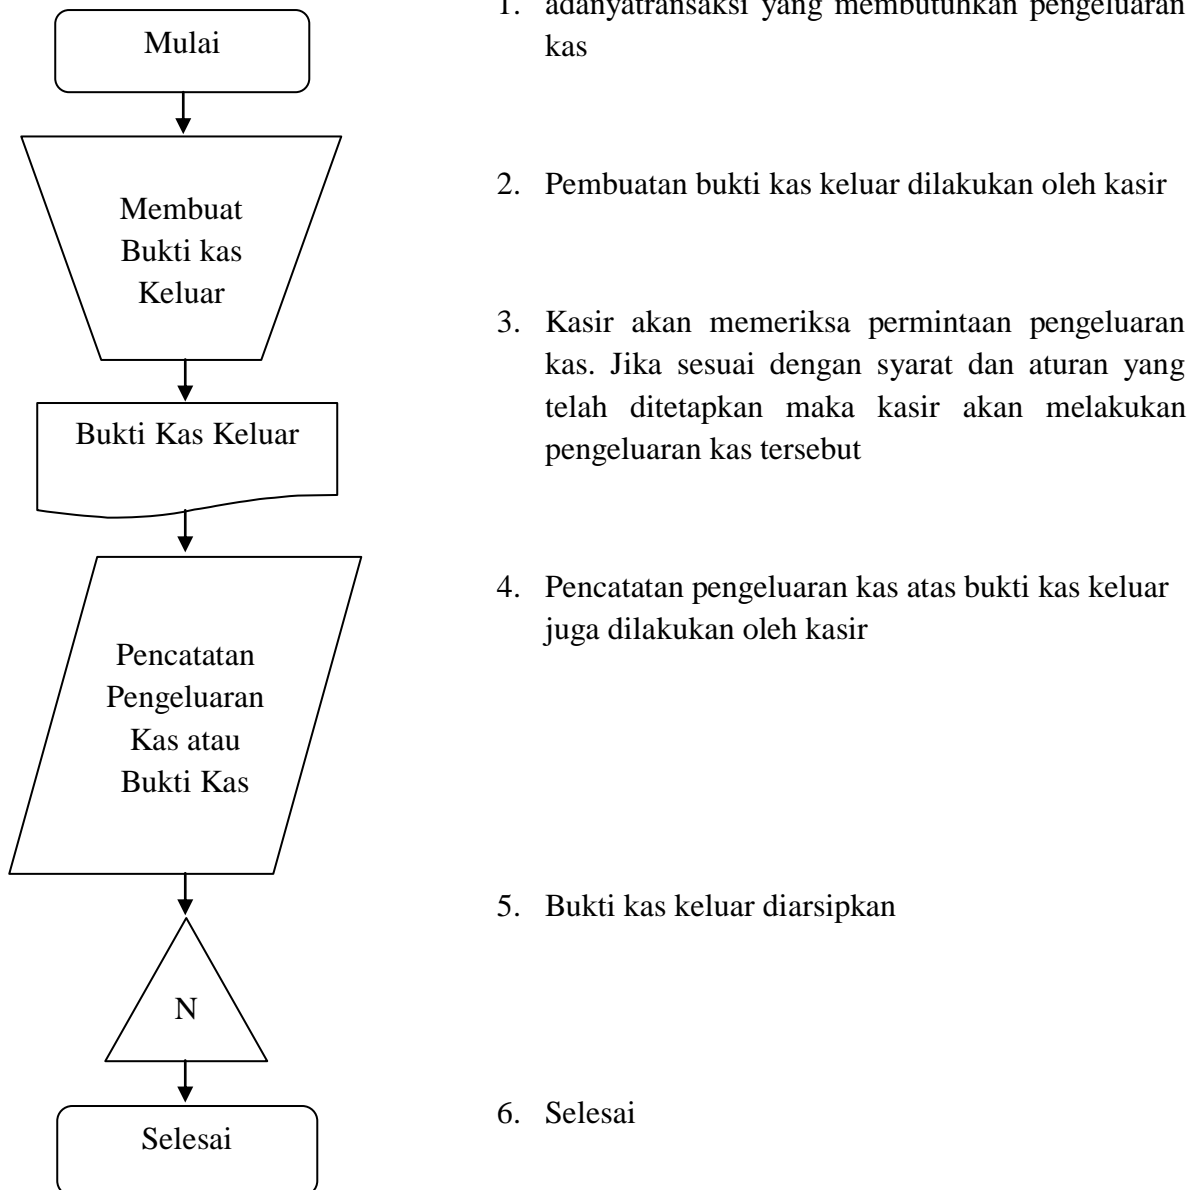 Mulai
Membuat
Bukti kas
Keluar
Bukti Kas Keluar
Pencatatan
Pengeluaran
Kas atau
Bukti Kas
N
Selesai
1. adanyatransaksi yang membutuhkan pengeluaran
kas
2. Pembuatan bukti kas keluar dilakukan oleh kasir
3. Kasir akan memeriksa permintaan pengeluaran
kas. Jika sesuai dengan syarat dan aturan yang
telah ditetapkan maka kasir akan melakukan
pengeluaran kas tersebut
4. Pencatatan pengeluaran kas atas bukti kas keluar
juga dilakukan oleh kasir
5. Bukti kas keluar diarsipkan
6. Selesai